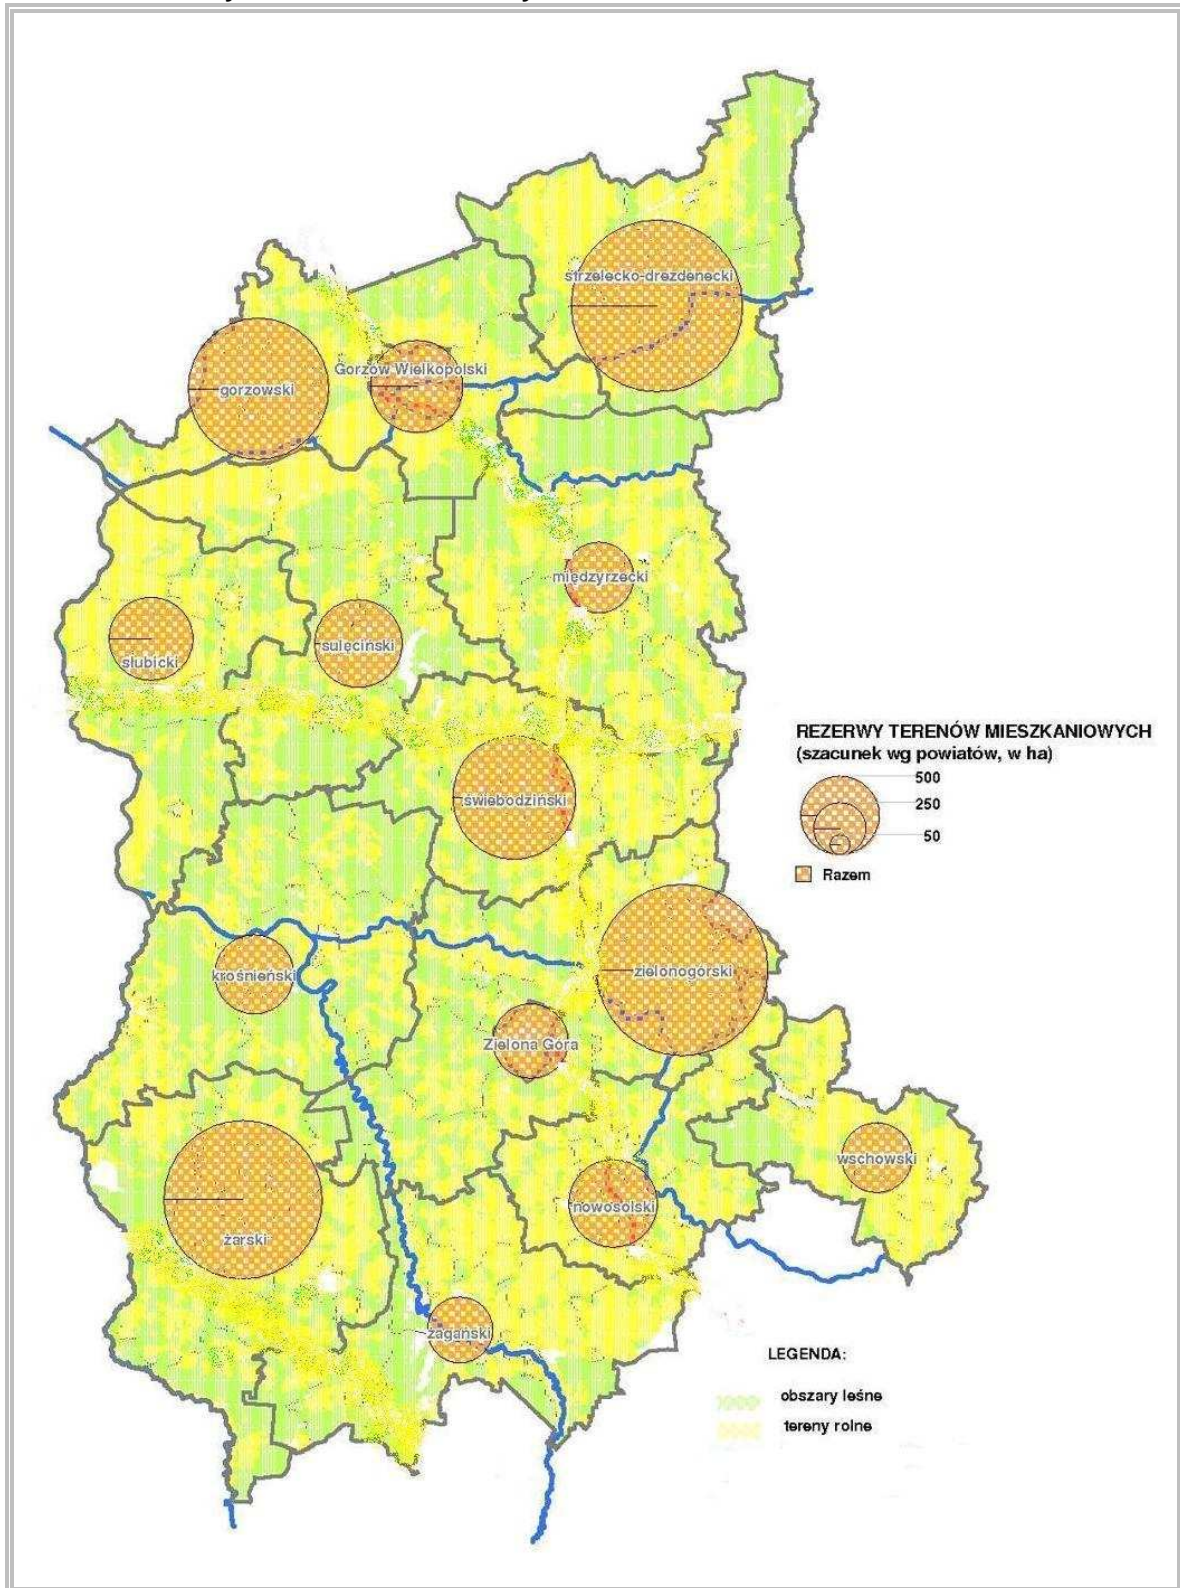 strzelecko-drezdenecki
Gorzów Wielkopolski
gorzowski
międzyrzecki
słubicki
sulęciński
REZERWY TERENÓW MIESZKANIOWYCH
(szacunek wg powiatów, w ha)
500
250
50
Razem
świebodziński
krośnieński
zielonogórski
Zielona Góra
wschowski
nowosolski
żarski
żagański
LEGENDA:
obszary leśne
tereny rolne